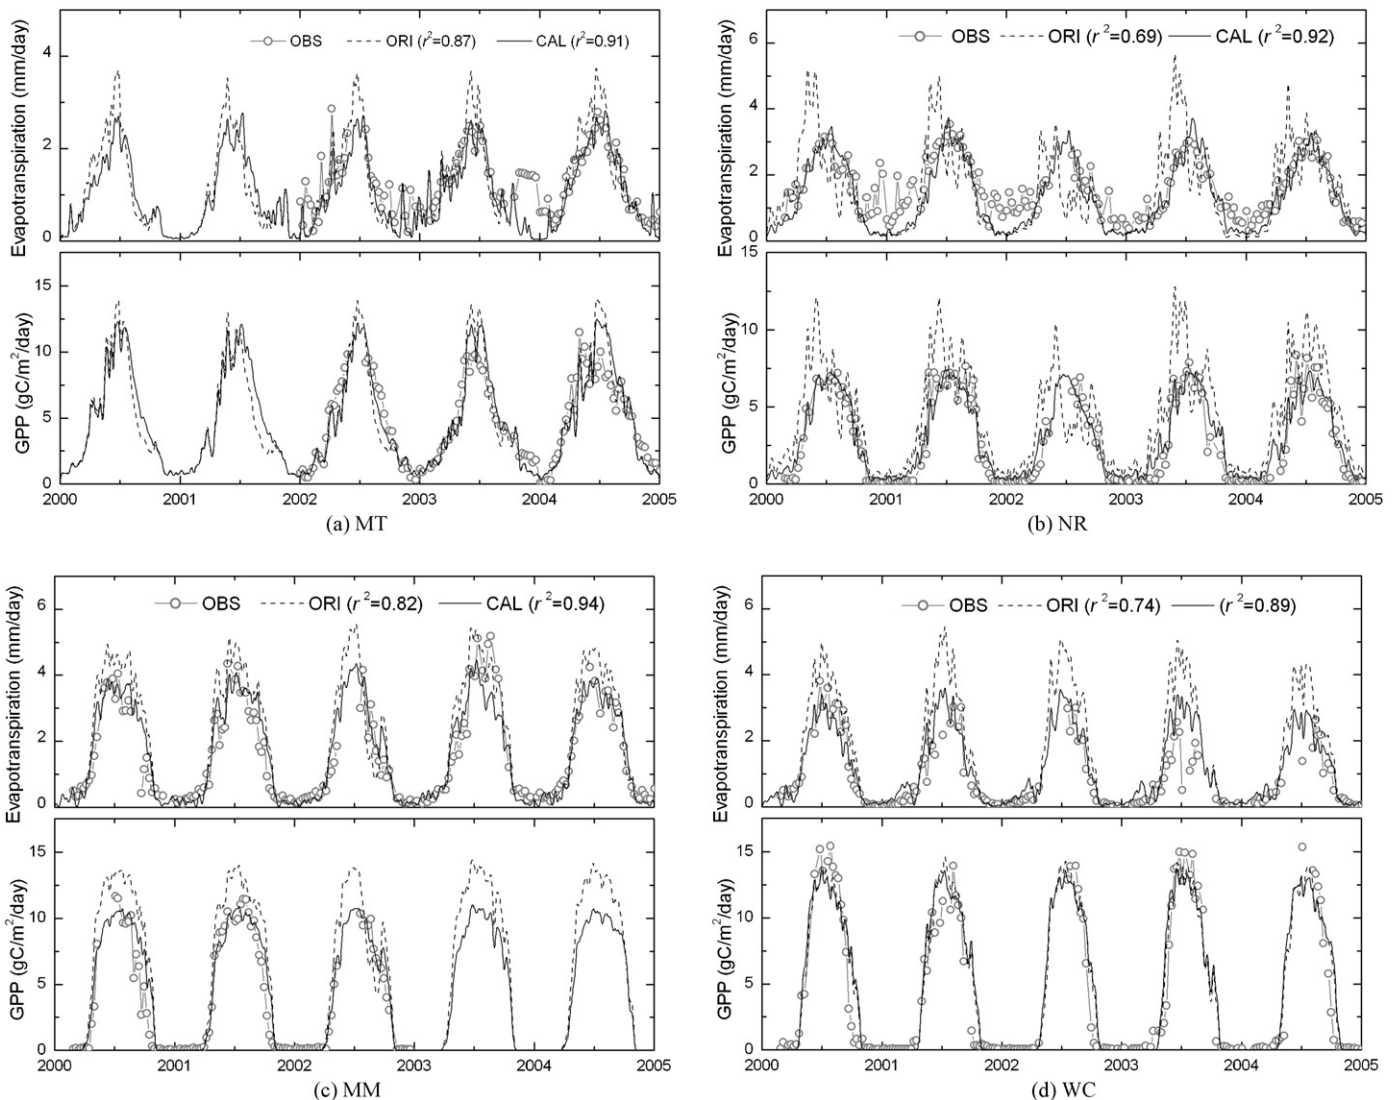 OBS ORI (r²=0.87) CAL (r²=0.91)
Evapotranspiration (mm/day)
4
2
0
GPP (gC/m²/day)
15
10
5
0
2000 2001 2002 2003 2004 2005
(a) MT
OBS ORI (r²=0.69) CAL (r²=0.92)
Evapotranspiration (mm/day)
6
4
2
0
GPP (gC/m²/day)
15
10
5
0
2000 2001 2002 2003 2004 2005
(b) NR
OBS ORI (r²=0.82) CAL (r²=0.94)
Evapotranspiration (mm/day)
6
4
2
0
GPP (gC/m²/day)
15
10
5
0
2000 2001 2002 2003 2004 2005
(c) MM
OBS ORI (r²=0.74) (r²=0.89)
Evapotranspiration (mm/day)
6
4
2
0
GPP (gC/m²/day)
15
10
5
0
2000 2001 2002 2003 2004 2005
(d) WC